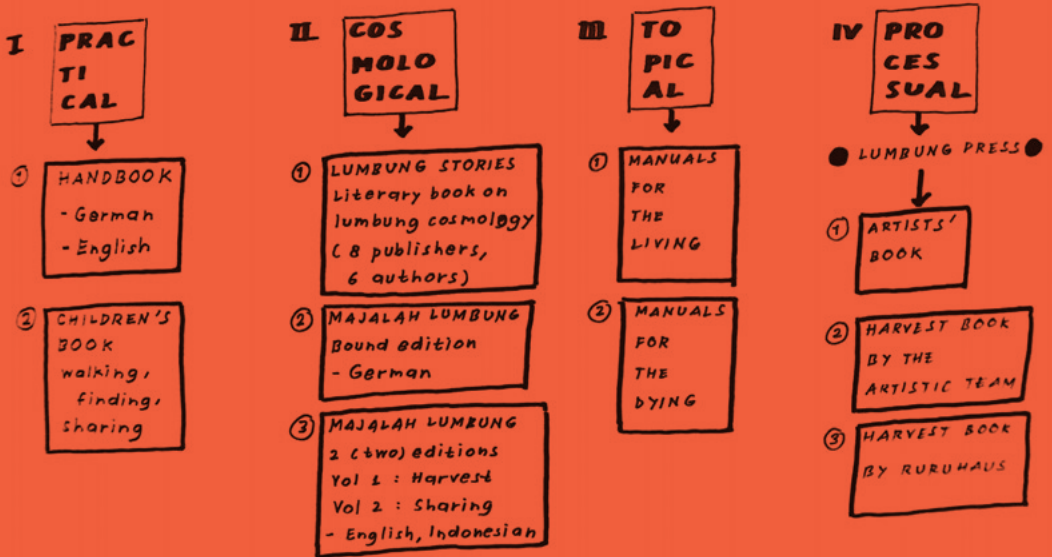 I
PRAC
TI
CAL
① HANDBOOK
- German
- English
② CHILDREN'S
BOOK
walking,
finding,
sharing
II
COS
MOLO
GICAL
① LUMBUNG STORIES
Literary book on
lumbung cosmology
( 8 publishers,
6 authors)
② MAJALAH LUMBUNG
Bound edition
- German
③ MAJALAH LUMBUNG
2 (two) editions
Vol 1 : Harvest
Vol 2 : Sharing
- English, Indonesian
III
TO
PIC
AL
① MANUALS
FOR
THE
LIVING
② MANUALS
FOR
THE
DYING
IV
PRO
CES
SUAL
● LUMBUNG PRESS ●
① ARTISTS'
BOOK
② HARVEST BOOK
BY THE
ARTISTIC TEAM
③ HARVEST BOOK
BY RURUHAUS